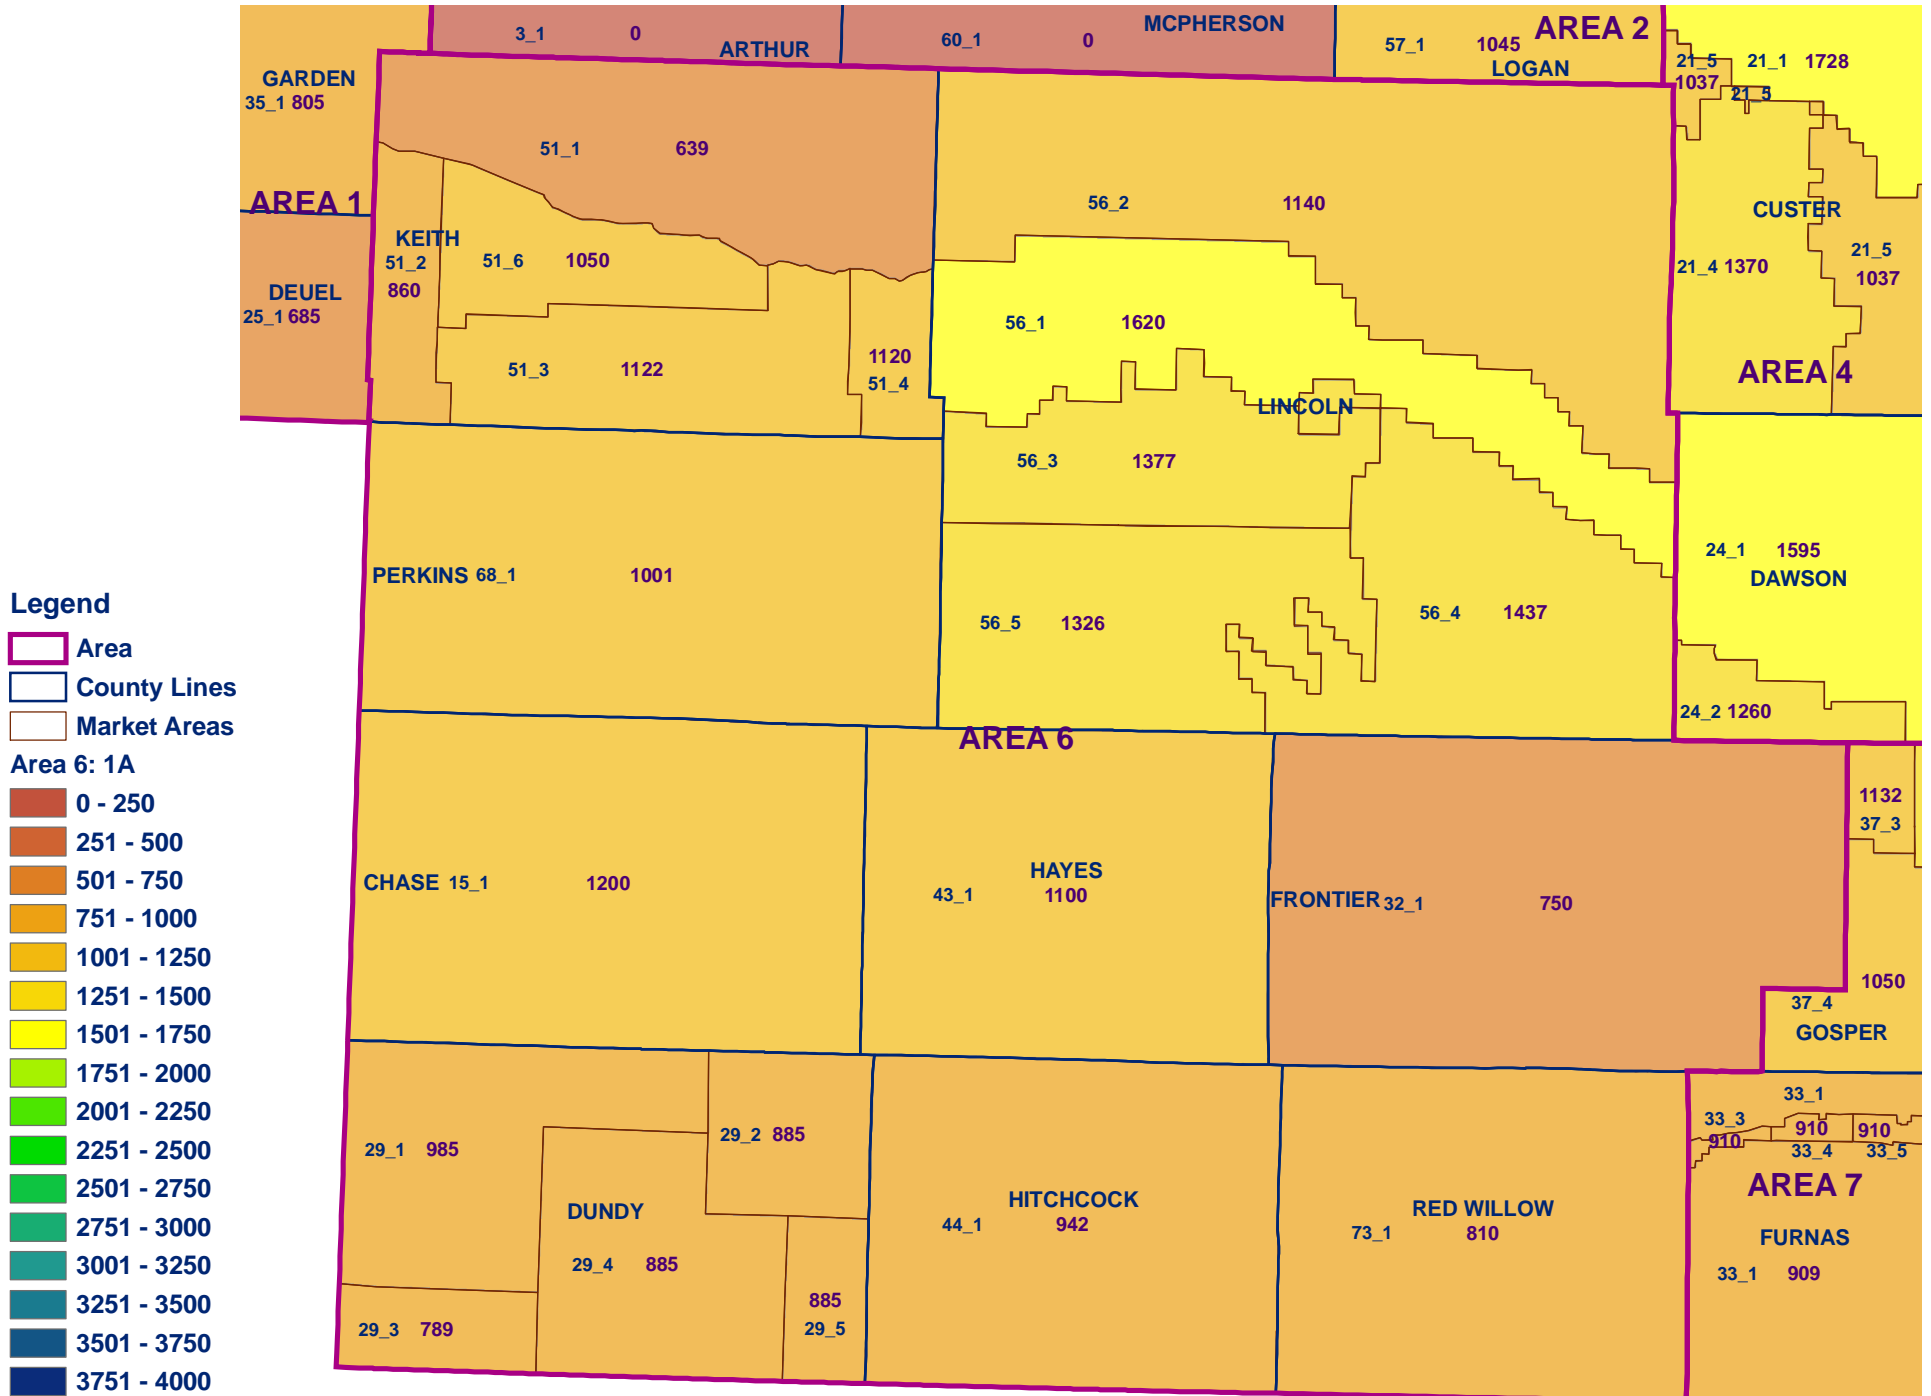 3_1 0 ARTHUR
60_1 0 MCPHERSON
57_1 1045 AREA 2
LOGAN
GARDEN
35_1 805
21_5 21_1 1728
1037
21_5
51_1 639
AREA 1
56_2 1140
CUSTER
KEITH
51_2
860
51_6 1050
21_5
1037
21_4 1370
DEUEL
25_1 685
56_1 1620
51_3 1122
1120
51_4
AREA 4
LINCOLN
56_3 1377
24_1 1595
DAWSON
PERKINS 68_1 1001
56_5 1326
56_4 1437
24_2 1260
AREA 6
1132
37_3
CHASE 15_1 1200
HAYES
43_1 1100
FRONTIER 32_1 750
1050
37_4
GOSPER
33_1
29_1 985
29_2 885
33_3
910
910
910
33_4
33_5
AREA 7
DUNDY
29_4 885
HITCHCOCK
44_1 942
RED WILLOW
73_1 810
FURNAS
33_1 909
885
29_5
29_3 789
Legend
Area
County Lines
Market Areas
Area 6: 1A
0 - 250
251 - 500
501 - 750
751 - 1000
1001 - 1250
1251 - 1500
1501 - 1750
1751 - 2000
2001 - 2250
2251 - 2500
2501 - 2750
2751 - 3000
3001 - 3250
3251 - 3500
3501 - 3750
3751 - 4000